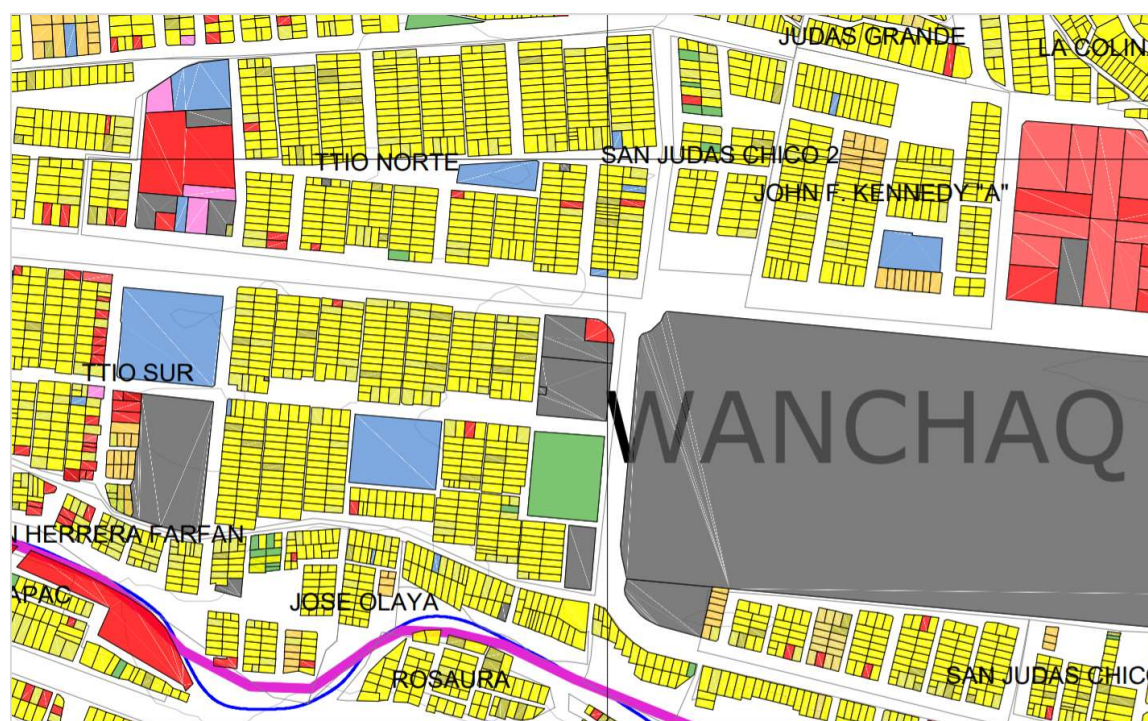 JUDAS GRANDE
LA COLIN
TTIO NORTE
SAN JUDAS CHICO 2
JOHN F. KENNEDY "A"
TTIO SUR
WANCHAQ
N HERRERA FARFAN
APAC
JOSE OLAYA
ROSAURA
SAN JUDAS CHICO